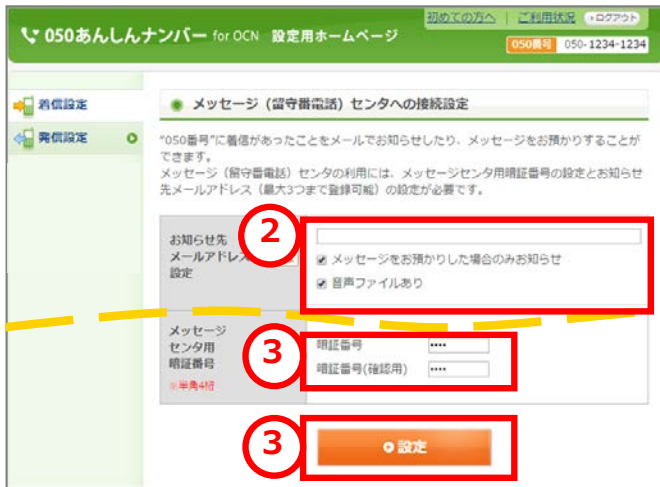 初めての方へ | ご利用状況 ログアウト
050あんしんナンバー for OCN 設定用ホームページ
050番号 050-1234-1234
着信設定
発信設定
メッセージ（留守番電話）センタへの接続設定
"050番号"に着信があったことをメールでお知らせしたり、メッセージをお預かりすることが
できます。
メッセージ（留守番電話）センタの利用には、メッセージセンタ用暗証番号の設定とお知らせ
先メールアドレス（最大3つまで登録可能）の設定が必要です。
お知らせ先
メールアドレス
設定
2
メッセージをお預かりした場合のみお知らせ
音声ファイルあり
メッセージ
センタ用
暗証番号
※半角4桁
3
暗証番号 ••••
暗証番号(確認用) ••••
3
設定